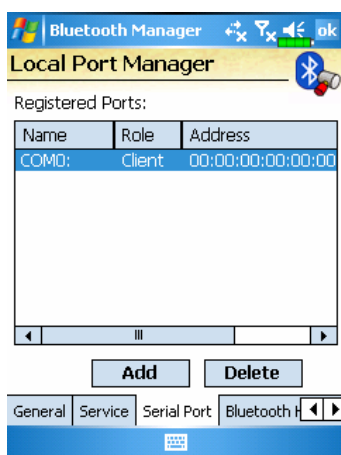 Bluetooth Manager ok
Local Port Manager
Registered Ports:
Name Role Address
COM0: Client 00:00:00:00:00:00
Add Delete
General Service Serial Port Bluetooth